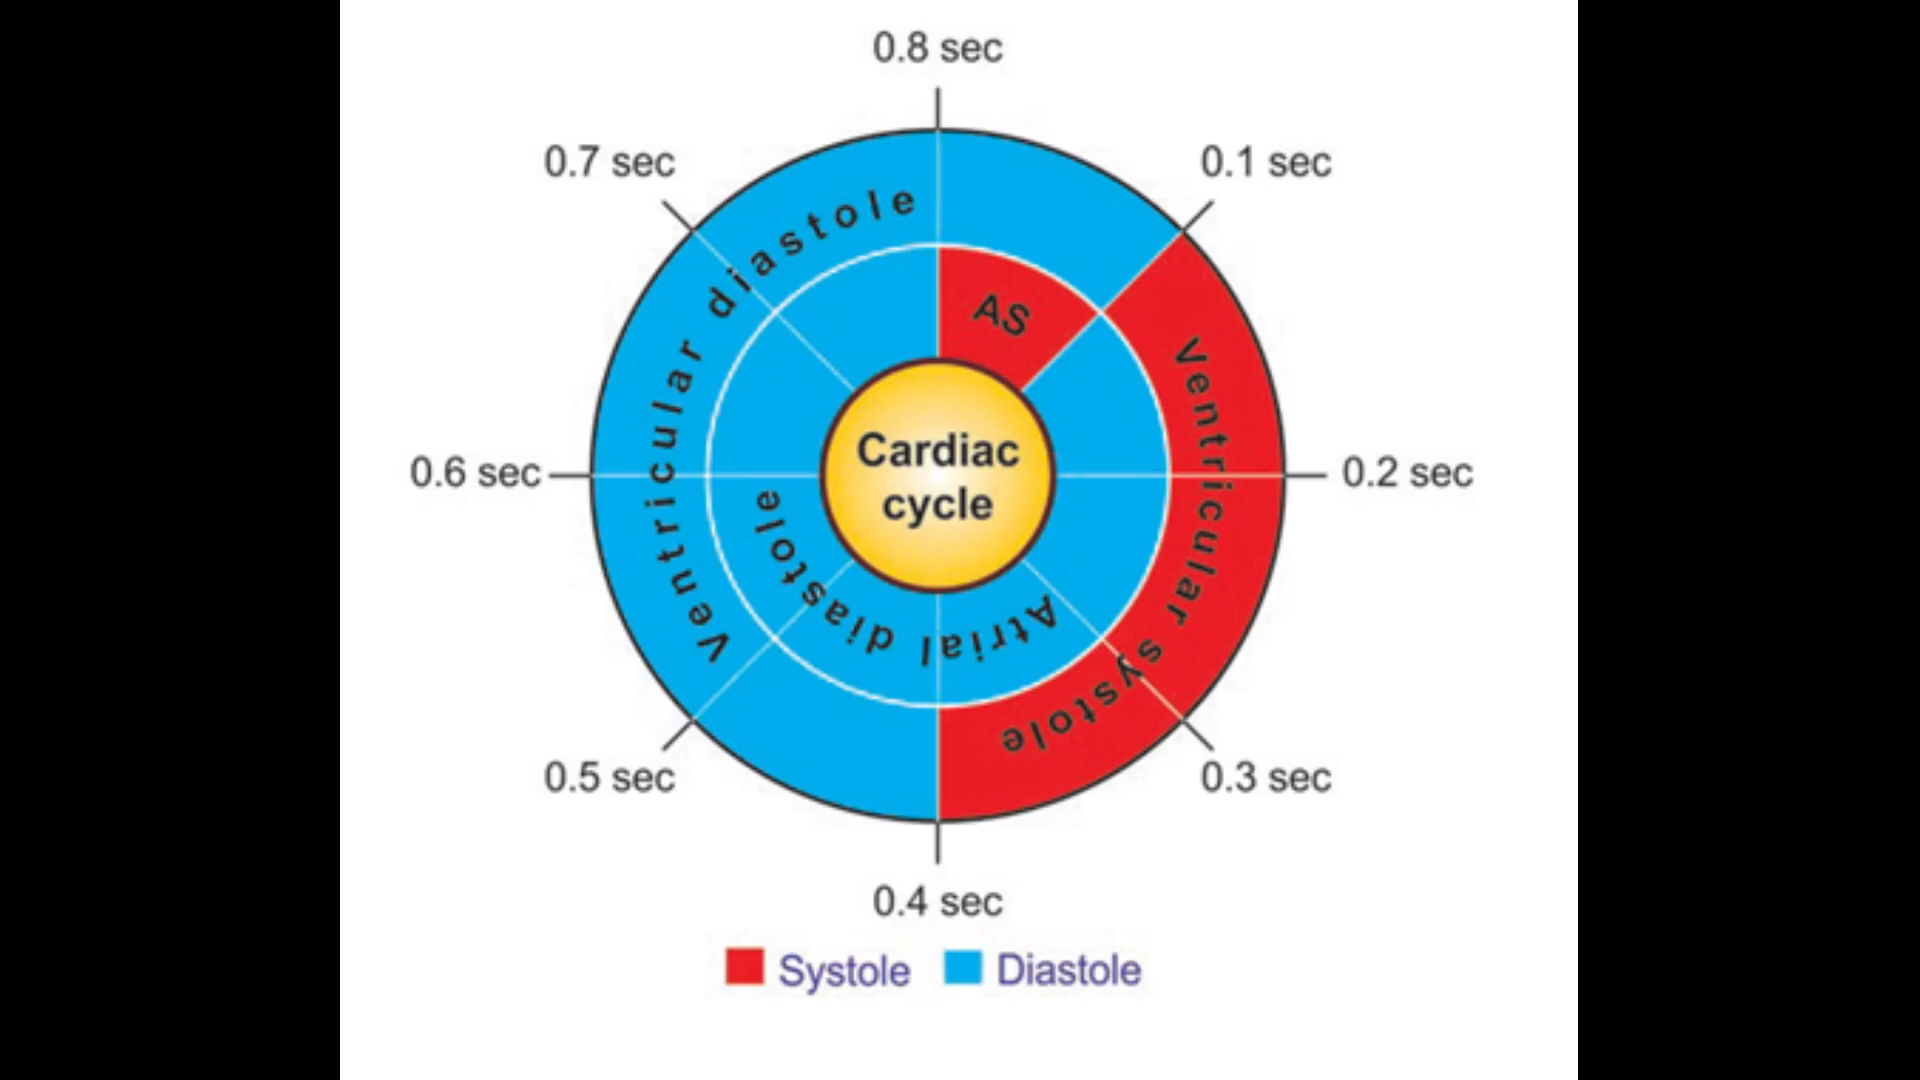 0.8 sec
0.7 sec
0.1 sec
Ventricular diastole
AS
Ventricular systole
Cardiac
cycle
0.6 sec
0.2 sec
Atrial diastole
0.5 sec
0.3 sec
0.4 sec
Systole
Diastole